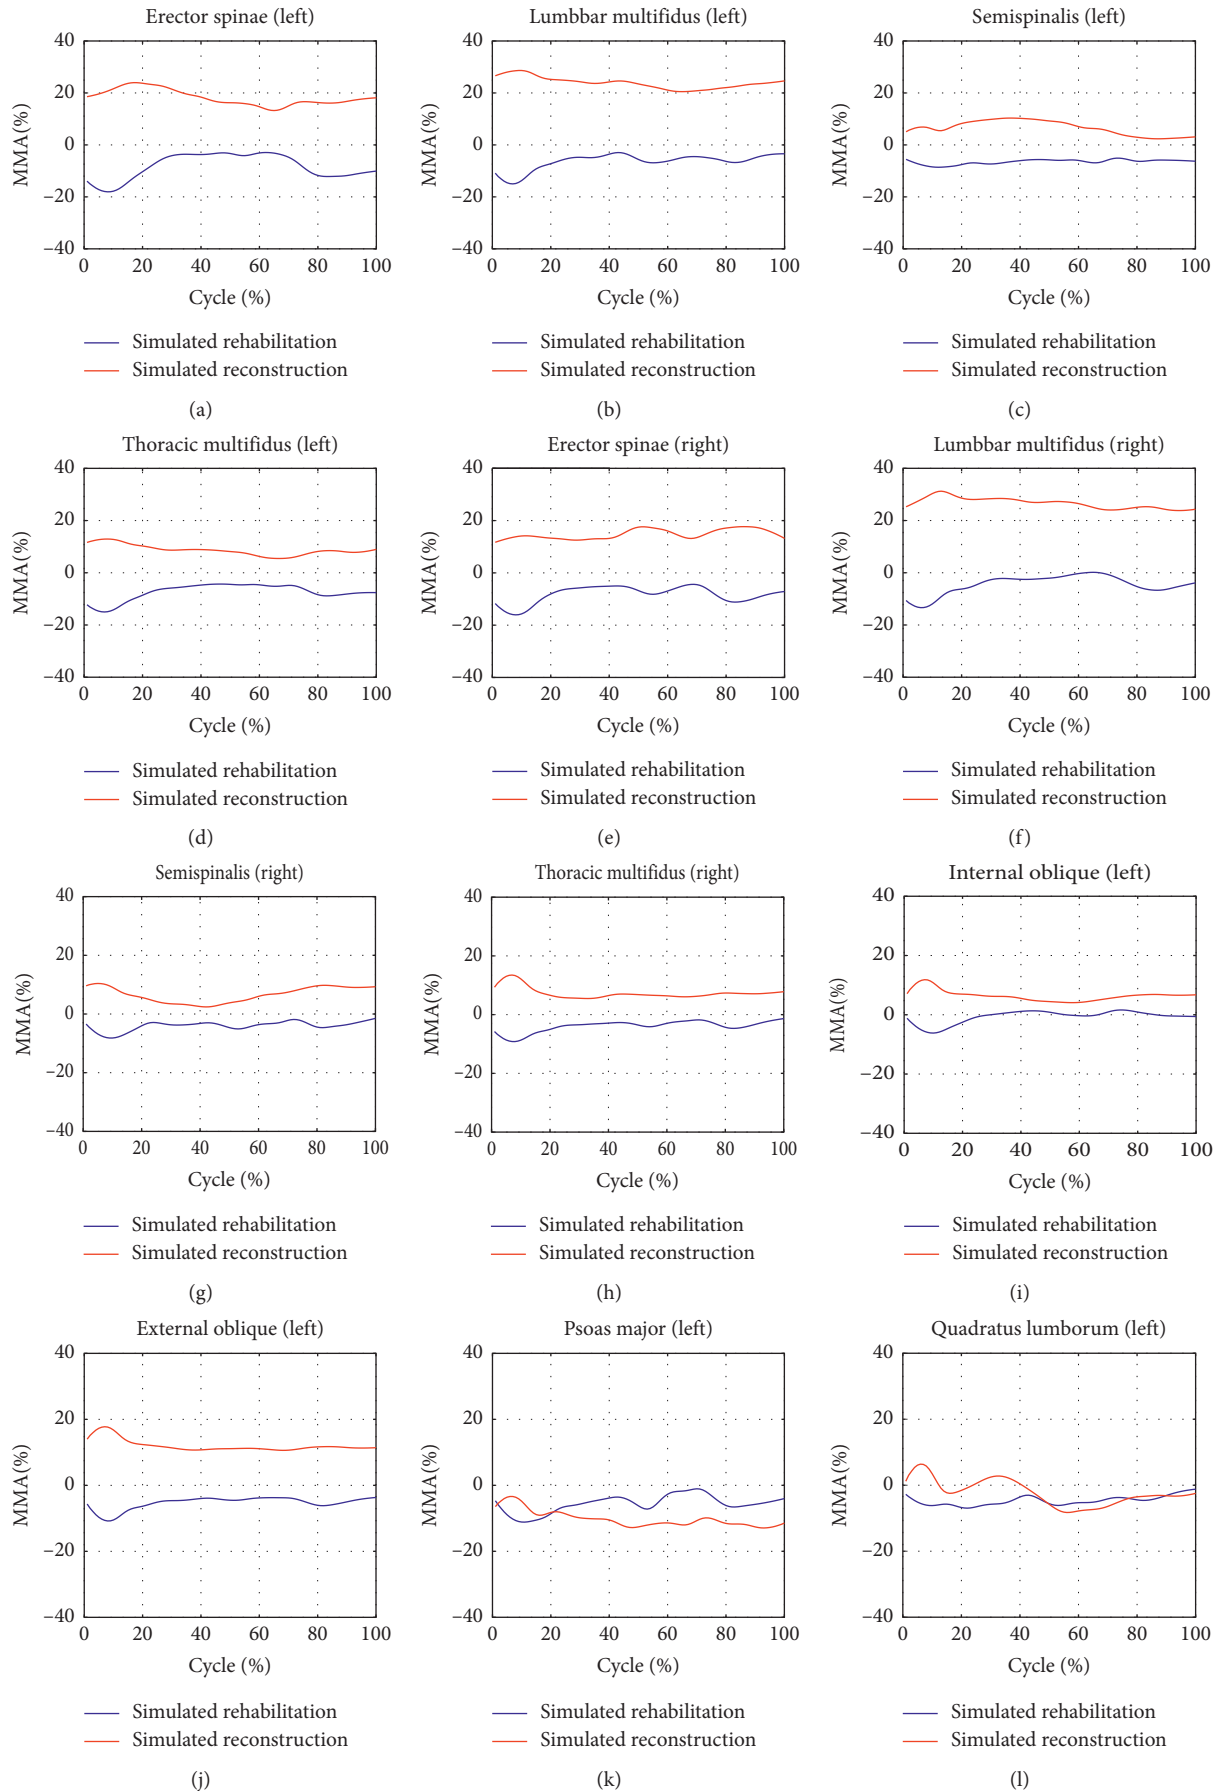 Erector spinae (left)
40
20
0
−20
−40
MMA(%)
0 20 40 60 80 100
Cycle (%)
Simulated rehabilitation
Simulated reconstruction
(a)
Lumbbar multifidus (left)
40
20
0
−20
−40
MMA(%)
0 20 40 60 80 100
Cycle (%)
Simulated rehabilitation
Simulated reconstruction
(b)
Semispinalis (left)
40
20
0
−20
−40
MMA(%)
0 20 40 60 80 100
Cycle (%)
Simulated rehabilitation
Simulated reconstruction
(c)
Thoracic multifidus (left)
40
20
0
−20
−40
MMA(%)
0 20 40 60 80 100
Cycle (%)
Simulated rehabilitation
Simulated reconstruction
(d)
Erector spinae (right)
40
20
0
−20
−40
MMA(%)
0 20 40 60 80 100
Cycle (%)
Simulated rehabilitation
Simulated reconstruction
(e)
Lumbbar multifidus (right)
40
20
0
−20
−40
MMA(%)
0 20 40 60 80 100
Cycle (%)
Simulated rehabilitation
Simulated reconstruction
(f)
Semispinalis (right)
40
20
0
−20
−40
MMA(%)
0 20 40 60 80 100
Cycle (%)
Simulated rehabilitation
Simulated reconstruction
(g)
Thoracic multifidus (right)
40
20
0
−20
−40
MMA(%)
0 20 40 60 80 100
Cycle (%)
Simulated rehabilitation
Simulated reconstruction
(h)
Internal oblique (left)
40
20
0
−20
−40
MMA(%)
0 20 40 60 80 100
Cycle (%)
Simulated rehabilitation
Simulated reconstruction
(i)
External oblique (left)
40
20
0
−20
−40
MMA(%)
0 20 40 60 80 100
Cycle (%)
Simulated rehabilitation
Simulated reconstruction
(j)
Psoas major (left)
40
20
0
−20
−40
MMA(%)
0 20 40 60 80 100
Cycle (%)
Simulated rehabilitation
Simulated reconstruction
(k)
Quadratus lumborum (left)
40
20
0
−20
−40
MMA(%)
0 20 40 60 80 100
Cycle (%)
Simulated rehabilitation
Simulated reconstruction
(l)